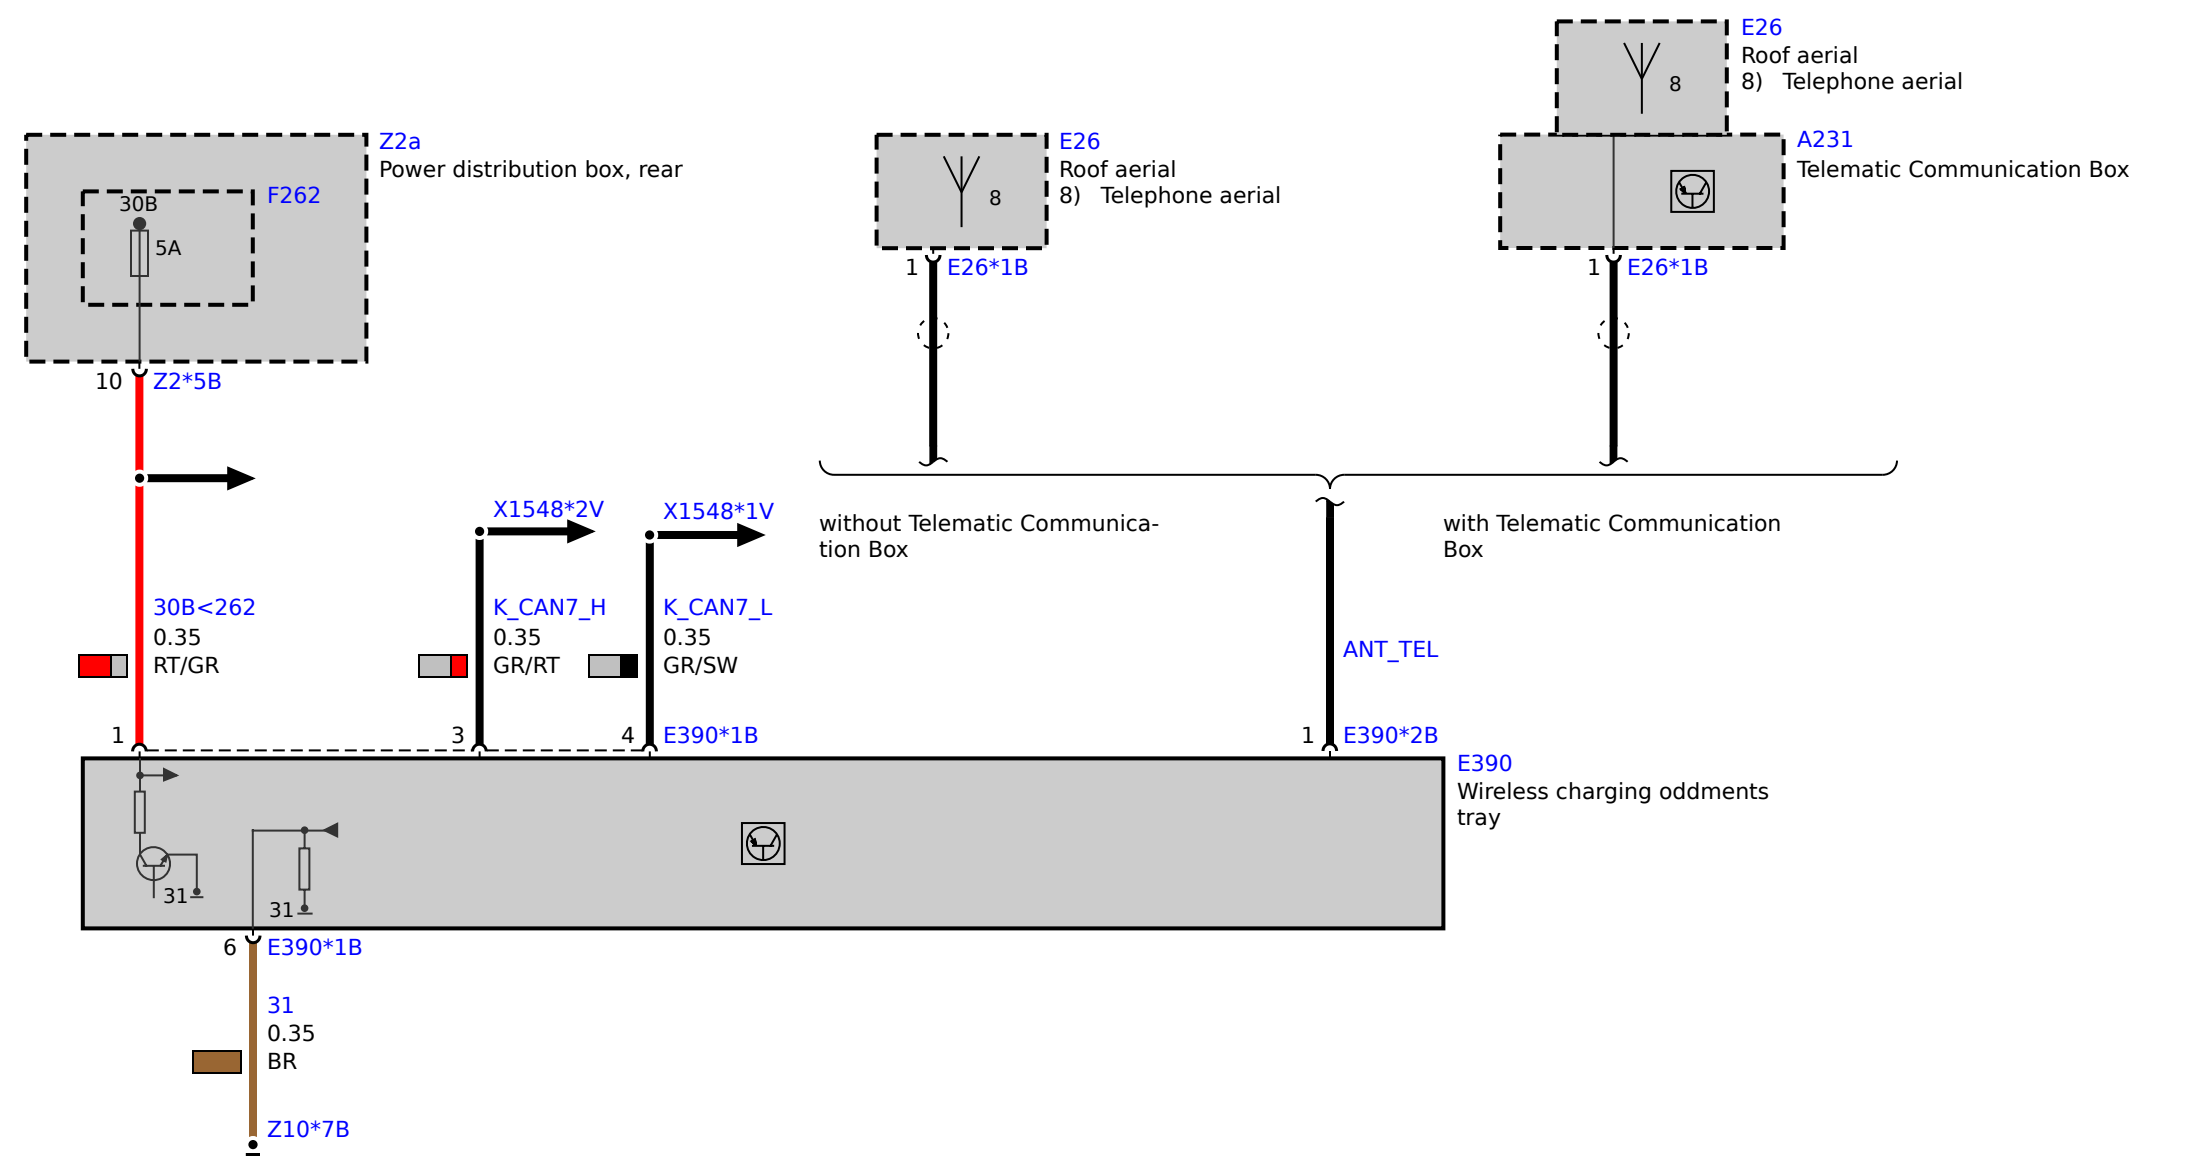 E26
Roof aerial
8) Telephone aerial
8
Z2a
Power distribution box, rear
F262
30B
5A
E26
Roof aerial
8) Telephone aerial
8
A231
Telematic Communication Box
1 E26*1B
1 E26*1B
10 Z2*5B
X1548*2V
X1548*1V
without Telematic Communica-
tion Box
with Telematic Communication
Box
30B<262
0.35
RT/GR
K_CAN7_H
0.35
GR/RT
K_CAN7_L
0.35
GR/SW
ANT_TEL
1
3
4 E390*1B
1 E390*2B
E390
Wireless charging oddments
tray
31
31
6 E390*1B
31
0.35
BR
Z10*7B